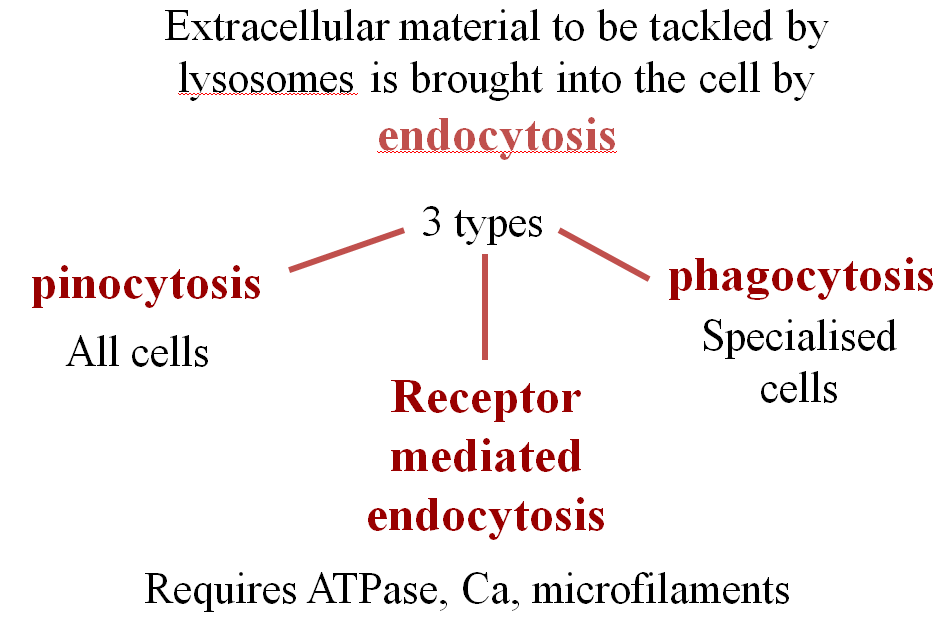 Extracellular material to be tackled by
lysosomes is brought into the cell by
endocytosis
3 types
pinocytosis
All cells
phagocytosis
Specialised
cells
Receptor
mediated
endocytosis
Requires ATPase, Ca, microfilaments